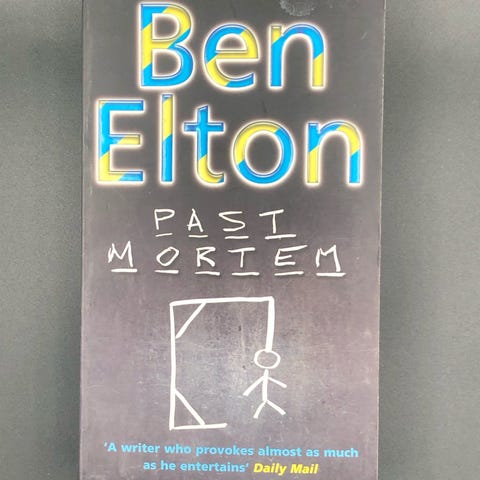 Ben
Elton
PAST
MORTEM
'A writer who provokes almost as much
as he entertains' Daily Mail